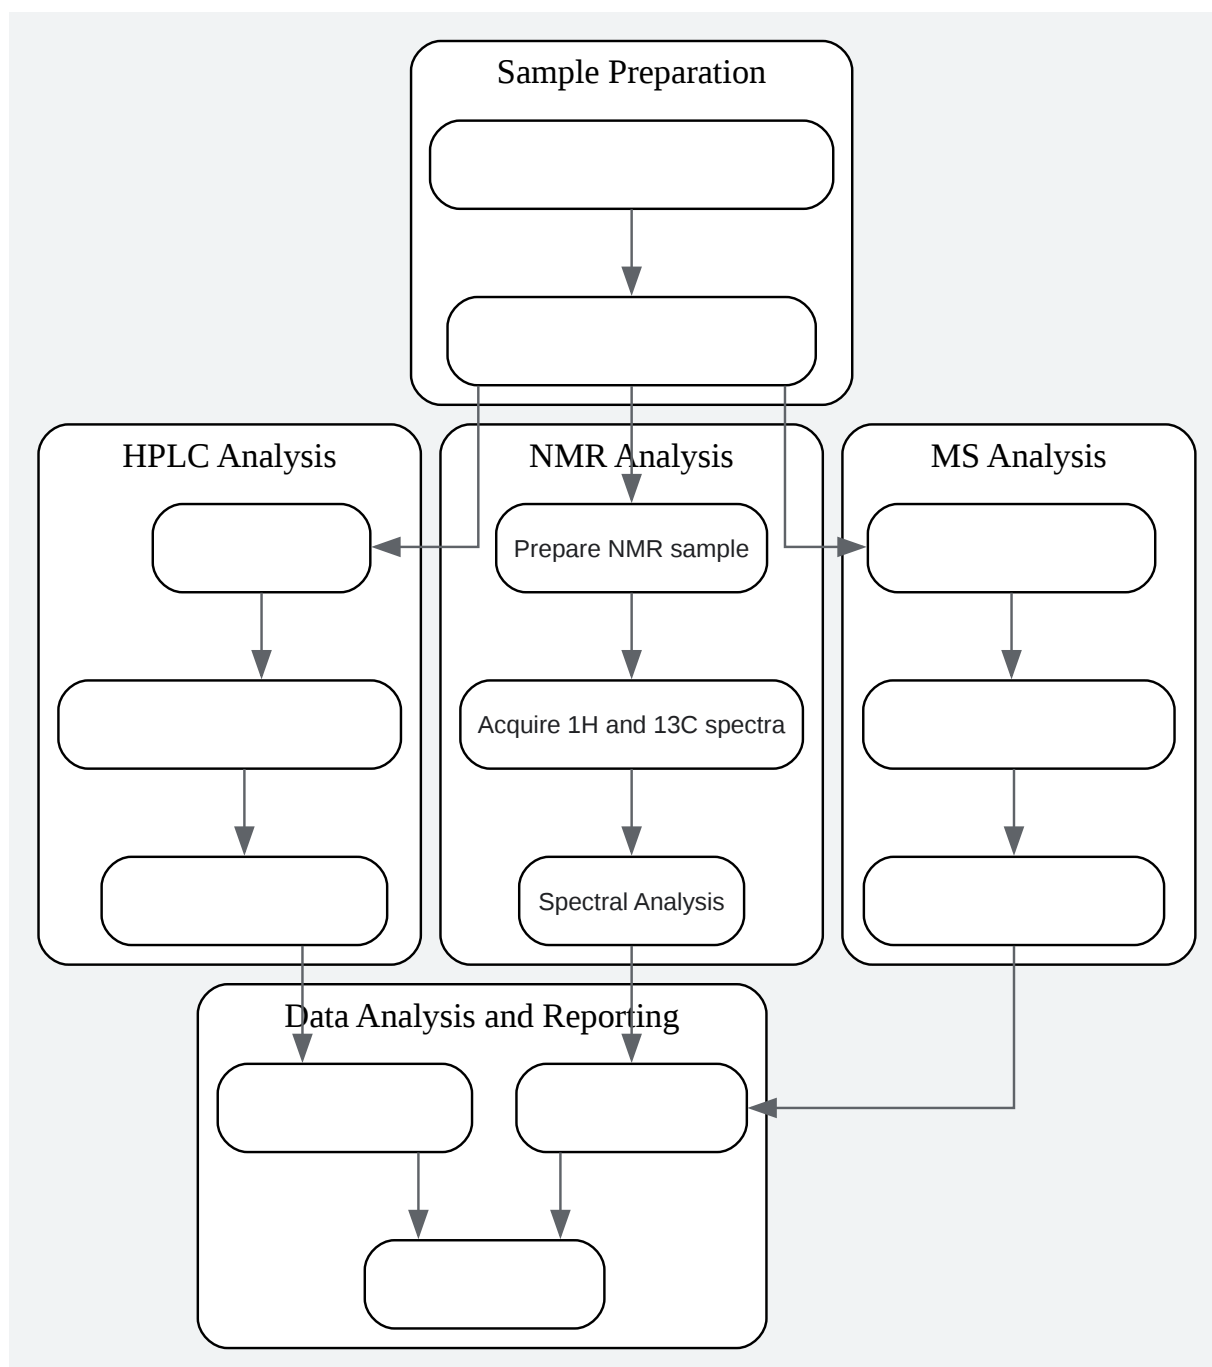 Sample Preparation
HPLC Analysis
NMR Analysis
MS Analysis
Prepare NMR sample
Acquire 1H and 13C spectra
Spectral Analysis
Data Analysis and Reporting